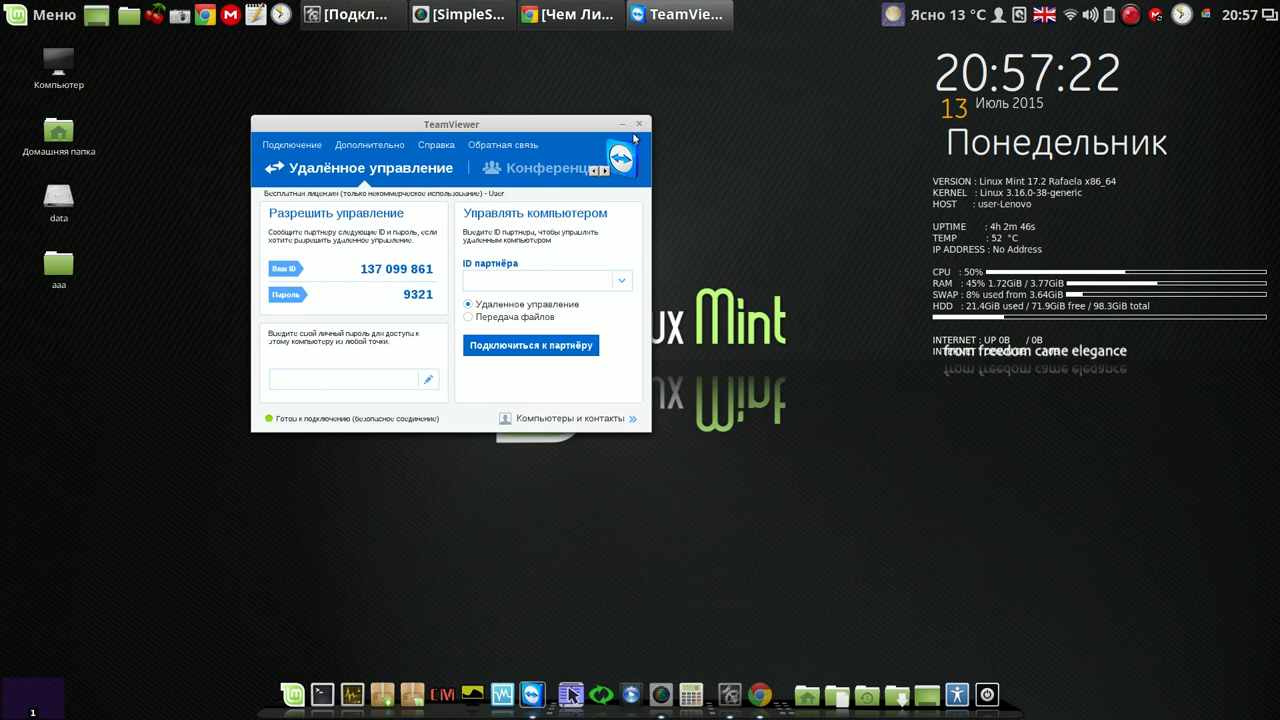 Меню
[Подкл...
[SimpleS...
[Чем Ли...
TeamVie...
Ясно 13 °C
20:57
Компьютер
Домашняя папка
data
aaa
20:57:22
13 Июль 2015
Понедельник
VERSION : Linux Mint 17.2 Rafaela x86_64
KERNEL : Linux 3.16.0-38-generic
HOST : user-Lenovo
UPTIME : 4h 2m 46s
TEMP : 52 °C
IP ADDRESS : No Address
CPU : 50%
RAM : 45% 1.72GiB / 3.77GiB
SWAP : 8% used from 3.64GiB
HDD : 21.4GiB used / 71.9GiB free / 98.3GiB total
INTERNET : UP 0B / 0B
from freedom came elegance
TeamViewer
Подключение Дополнительно Справка Обратная связь
Удалённое управление
Конференц
Бесплатная лицензия (только некоммерческое использование) - User
Разрешить управление
Сообщите партнеру следующие ID и пароль, если
хотите разрешить удаленное управление.
Ваш ID 137 099 861
Пароль 9321
Введите свой личный пароль для доступа к
этому компьютеру из любой точки.
Управлять компьютером
Введите ID партнера, чтобы управлять
удаленным компьютером
ID партнёра
Удаленное управление
Передача файлов
Подключиться к партнёру
Готов к подключению (безопасное соединение)
Компьютеры и контакты
ux Mint
1